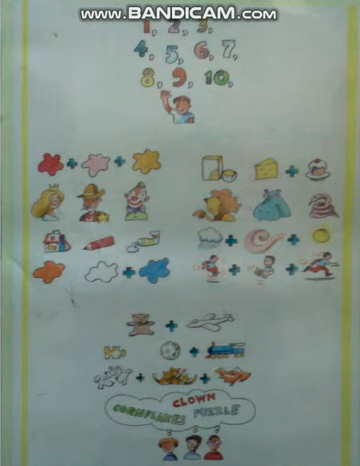 WWW.BANDICAM.COM
1, 2, 3,
4, 5, 6, 7,
8, 9, 10,
CLOWN
CORNFLAKES PUZZLE